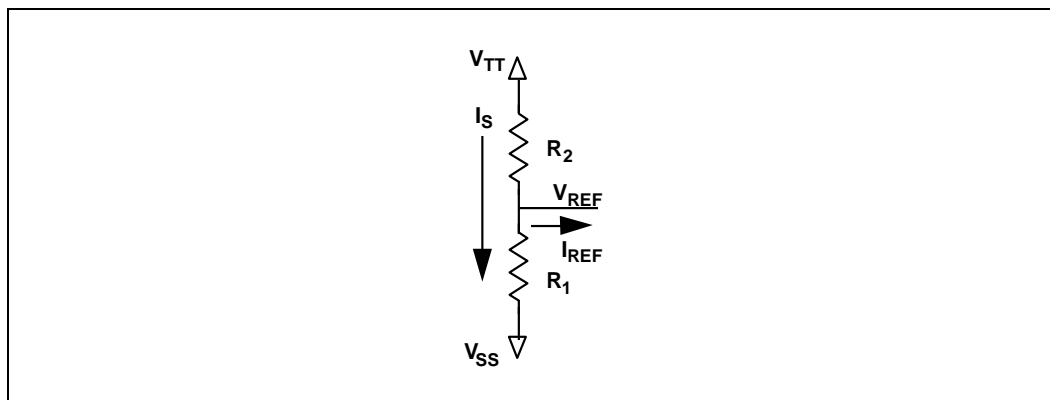 VTT
IS
R2
VREF
IREF
R1
VSS